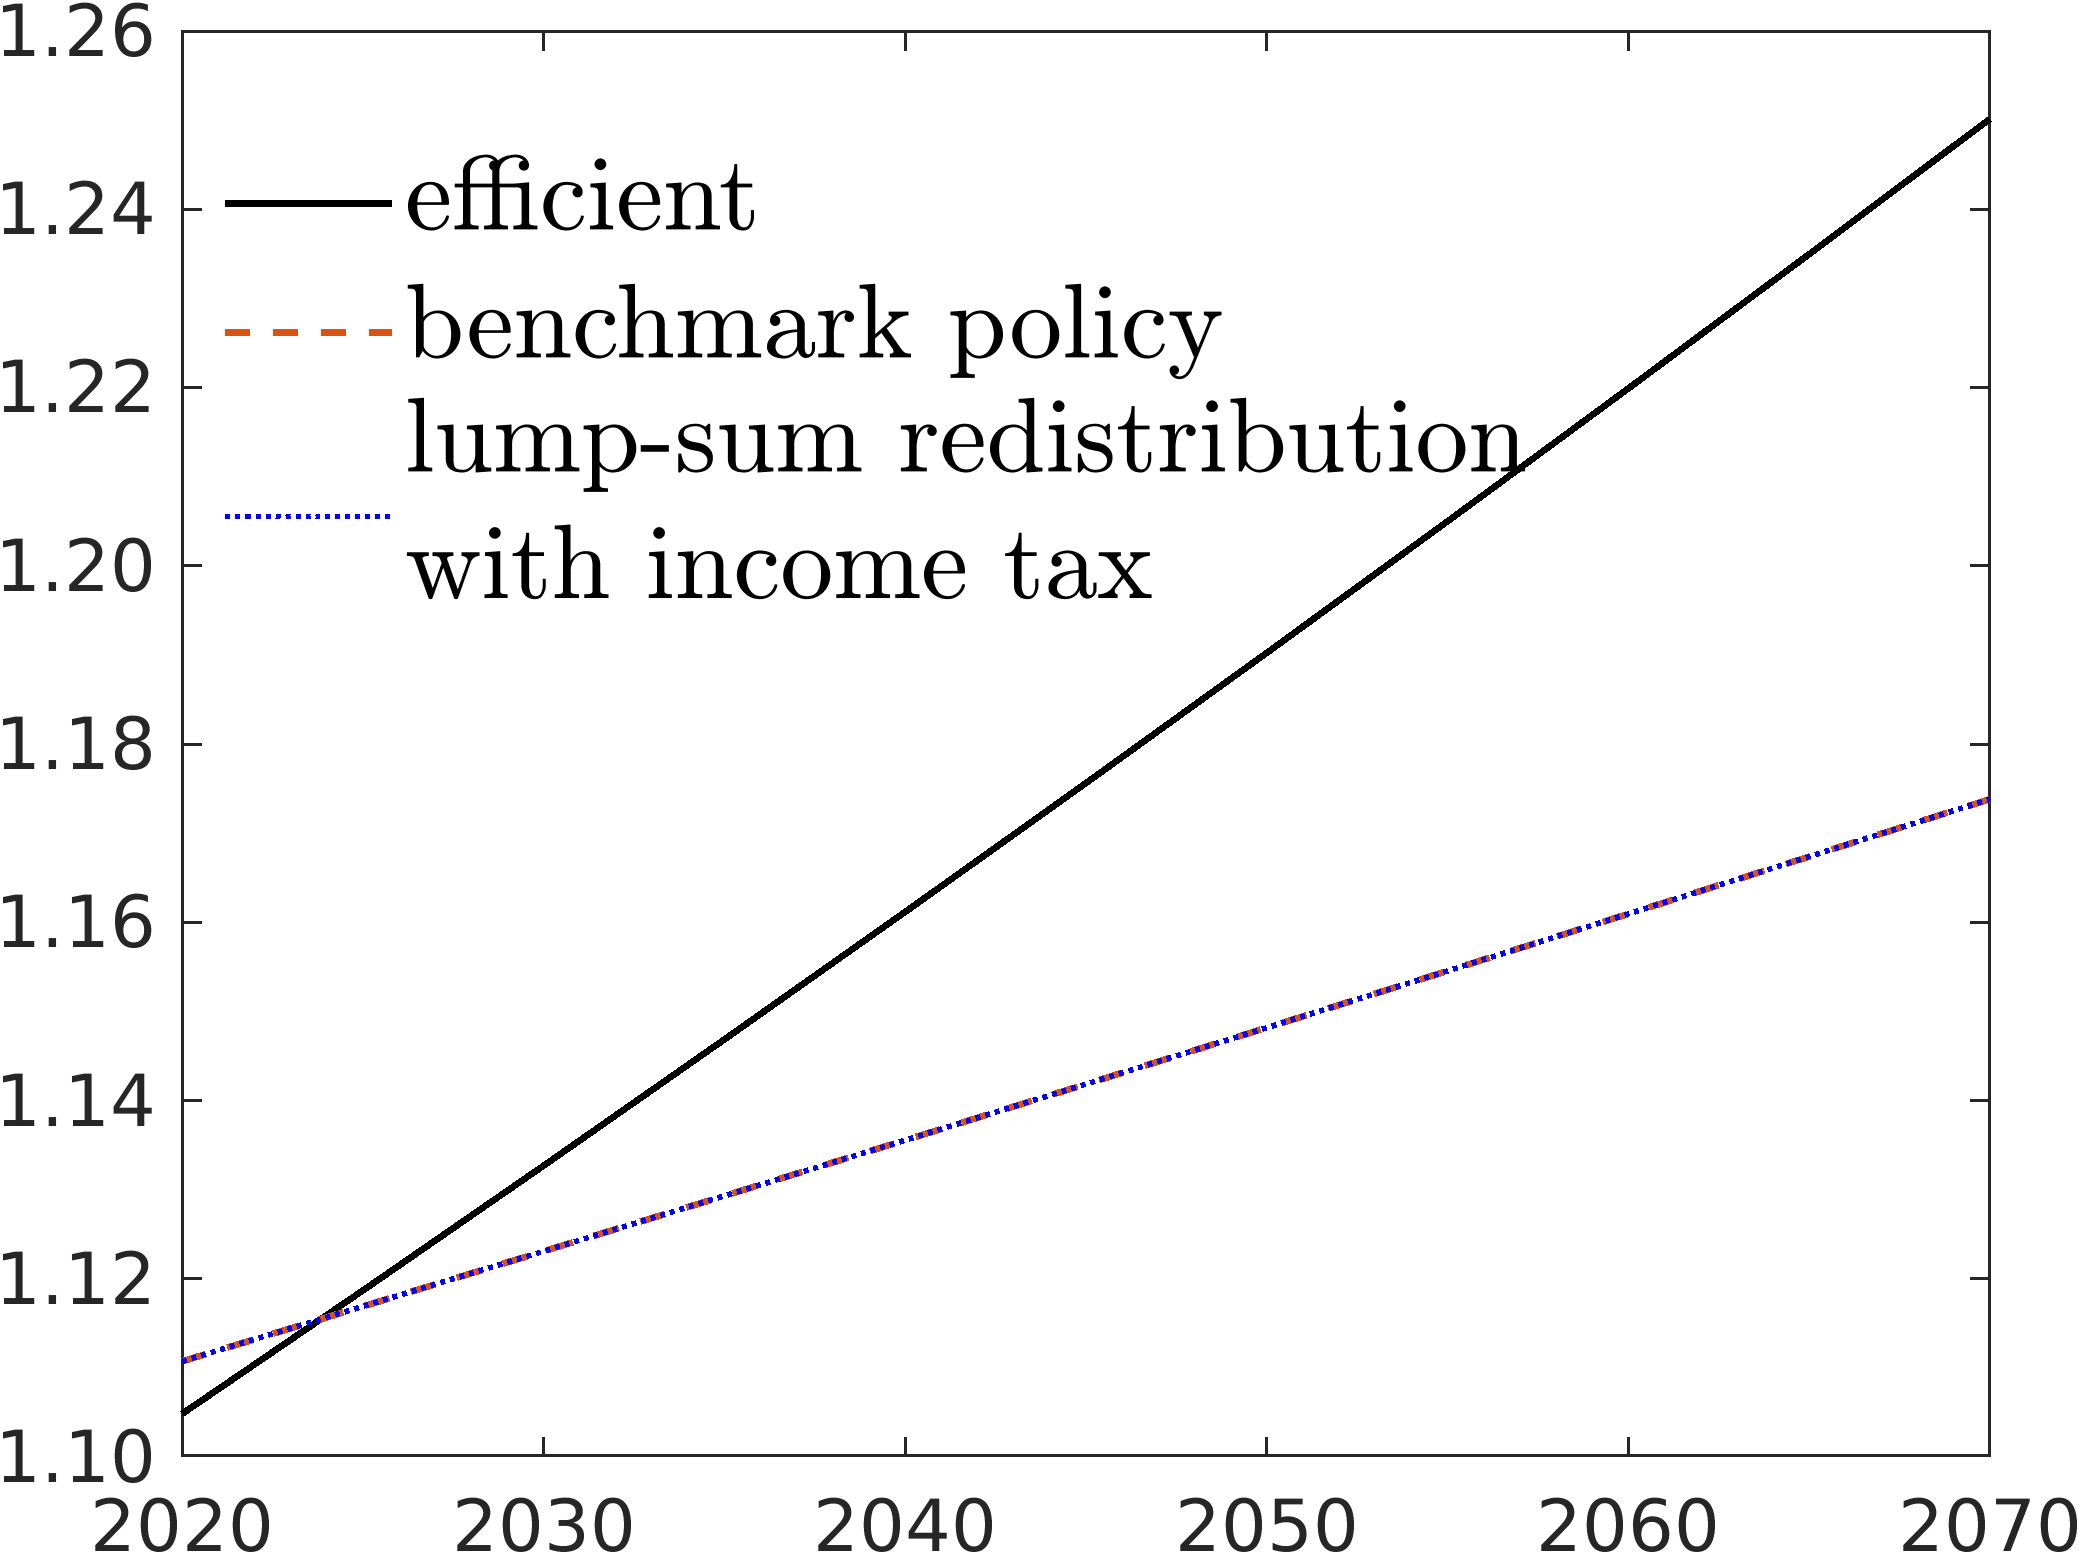 1.26
1.24
1.22
1.20
1.18
1.16
1.14
1.12
1.10
efficient
benchmark policy
lump-sum redistribution
with income tax
2020 2030 2040 2050 2060 2070